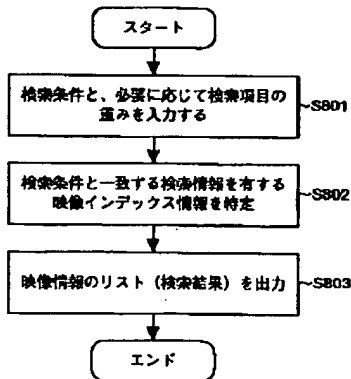 スタート
検索条件と、必要に応じて検索項目の
重みを入力する
S801
検索条件と一致する検索情報を有する
映像インデックス情報を特定
S802
映像情報のリスト（検索結果）を出力
S803
エンド